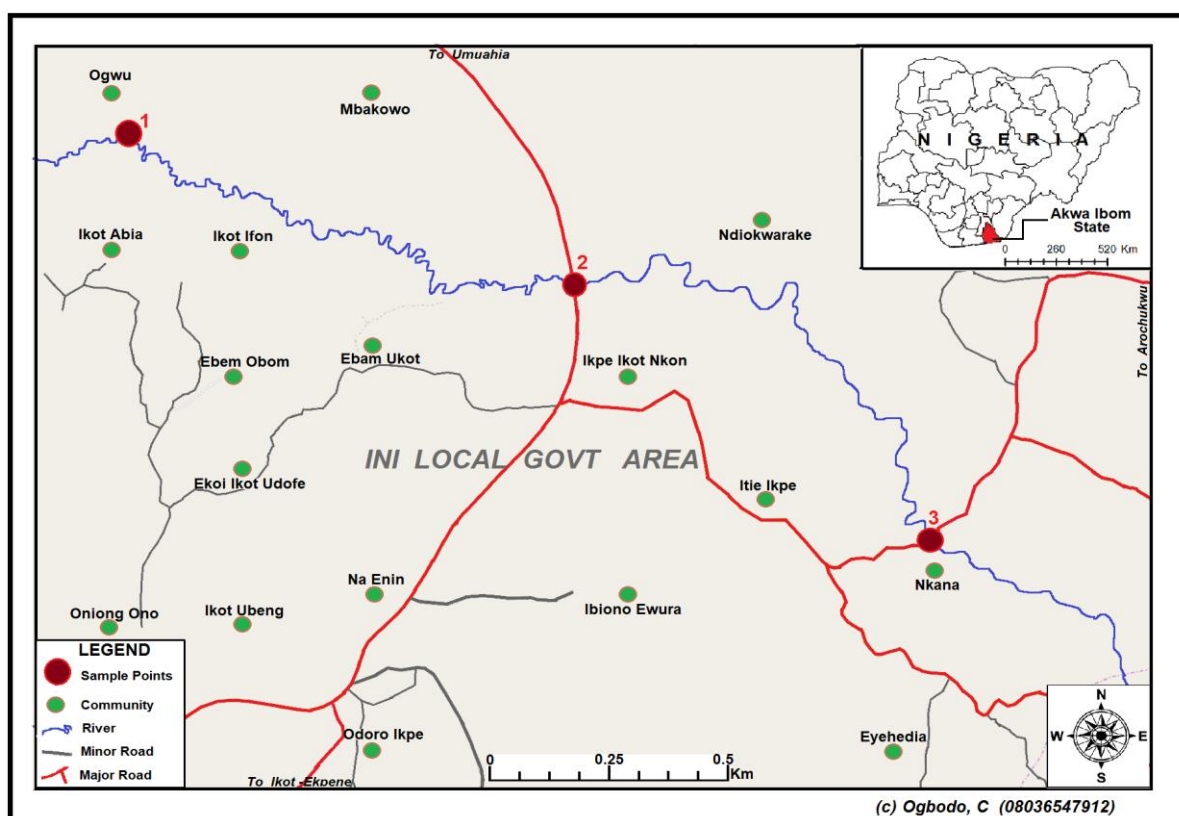 To Umuahia
Ogwu
Mbakowo
1
N I G E R I A
Akwa Ibom
State
0 260 520 Km
Ikot Abia
Ikot Ifon
Ndiokwarake
2
To Arochukwu
Ebem Obom
Ebam Ukot
Ikpe Ikot Nkon
INI LOCAL GOVT AREA
Ekoi Ikot Udofe
Itie Ikpe
3
Nkana
Na Enin
Oniong Ono
Ikot Ubeng
Ibiono Ewura
LEGEND
Sample Points
Community
River
Minor Road
Major Road
Odoro Ikpe
Eyehedia
To Ikot -Ekpene
0 0.25 0.5
Km
N
W E
S
(c) Ogbodo, C (08036547912)